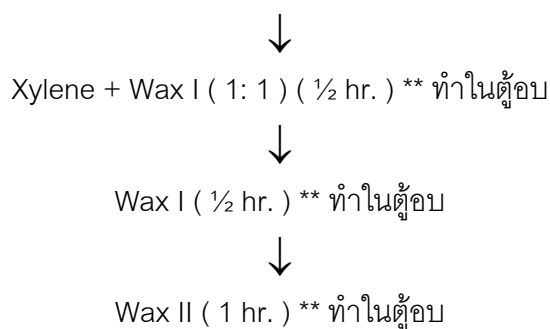 ↓
Xylene + Wax I ( 1: 1 ) ( ½ hr. ) ** ทำในตู้อบ
↓
Wax I ( ½ hr. ) ** ทำในตู้อบ
↓
Wax II ( 1 hr. ) ** ทำในตู้อบ